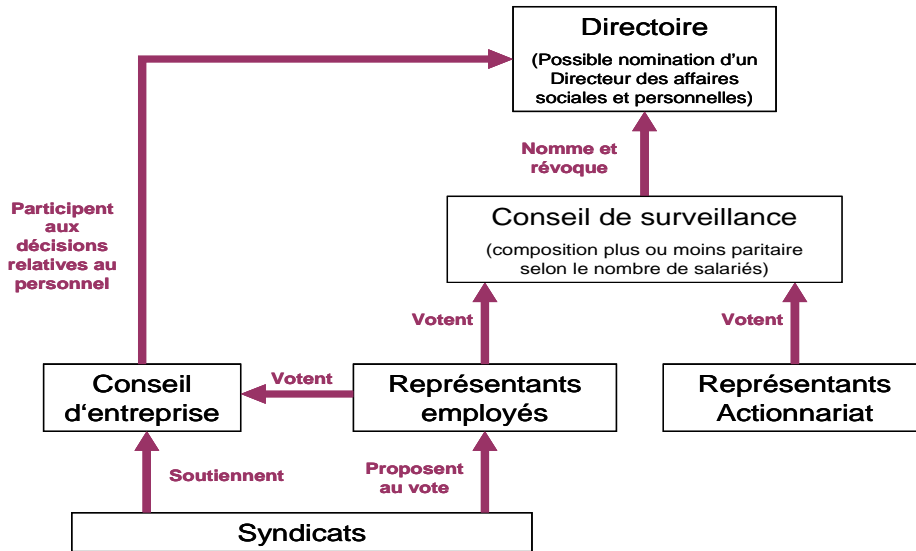 Directoire
(Possible nomination d'un
Directeur des affaires
sociales et personnelles)
Nomme et
révoque
Participent
aux
décisions
relatives au
personnel
Conseil de surveillance
(composition plus ou moins paritaire
selon le nombre de salariés)
Votent
Votent
Conseil
d'entreprise
Votent
Représentants
employés
Représentants
Actionnariat
Soutiennent
Proposent
au vote
Syndicats